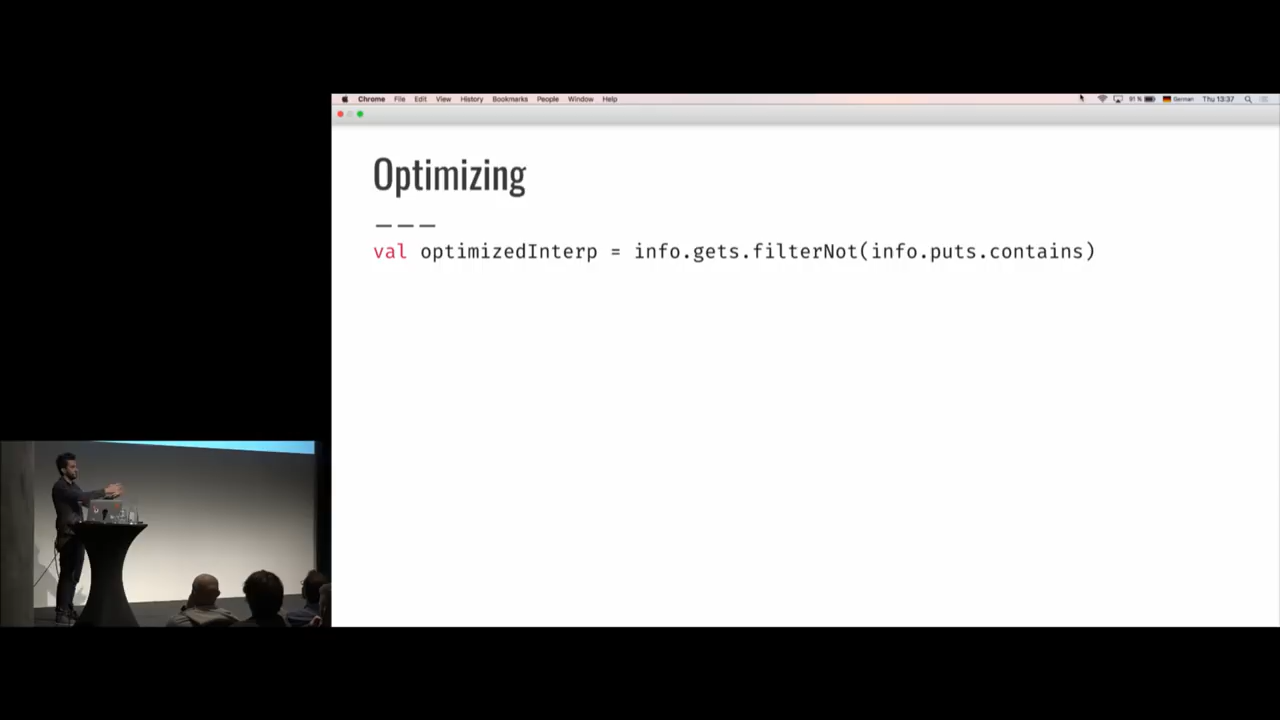 Chrome File Edit View History Bookmarks People Window Help
91 % German Thu 13:37
Optimizing
val optimizedInterp = info.gets.filterNot(info.puts.contains)